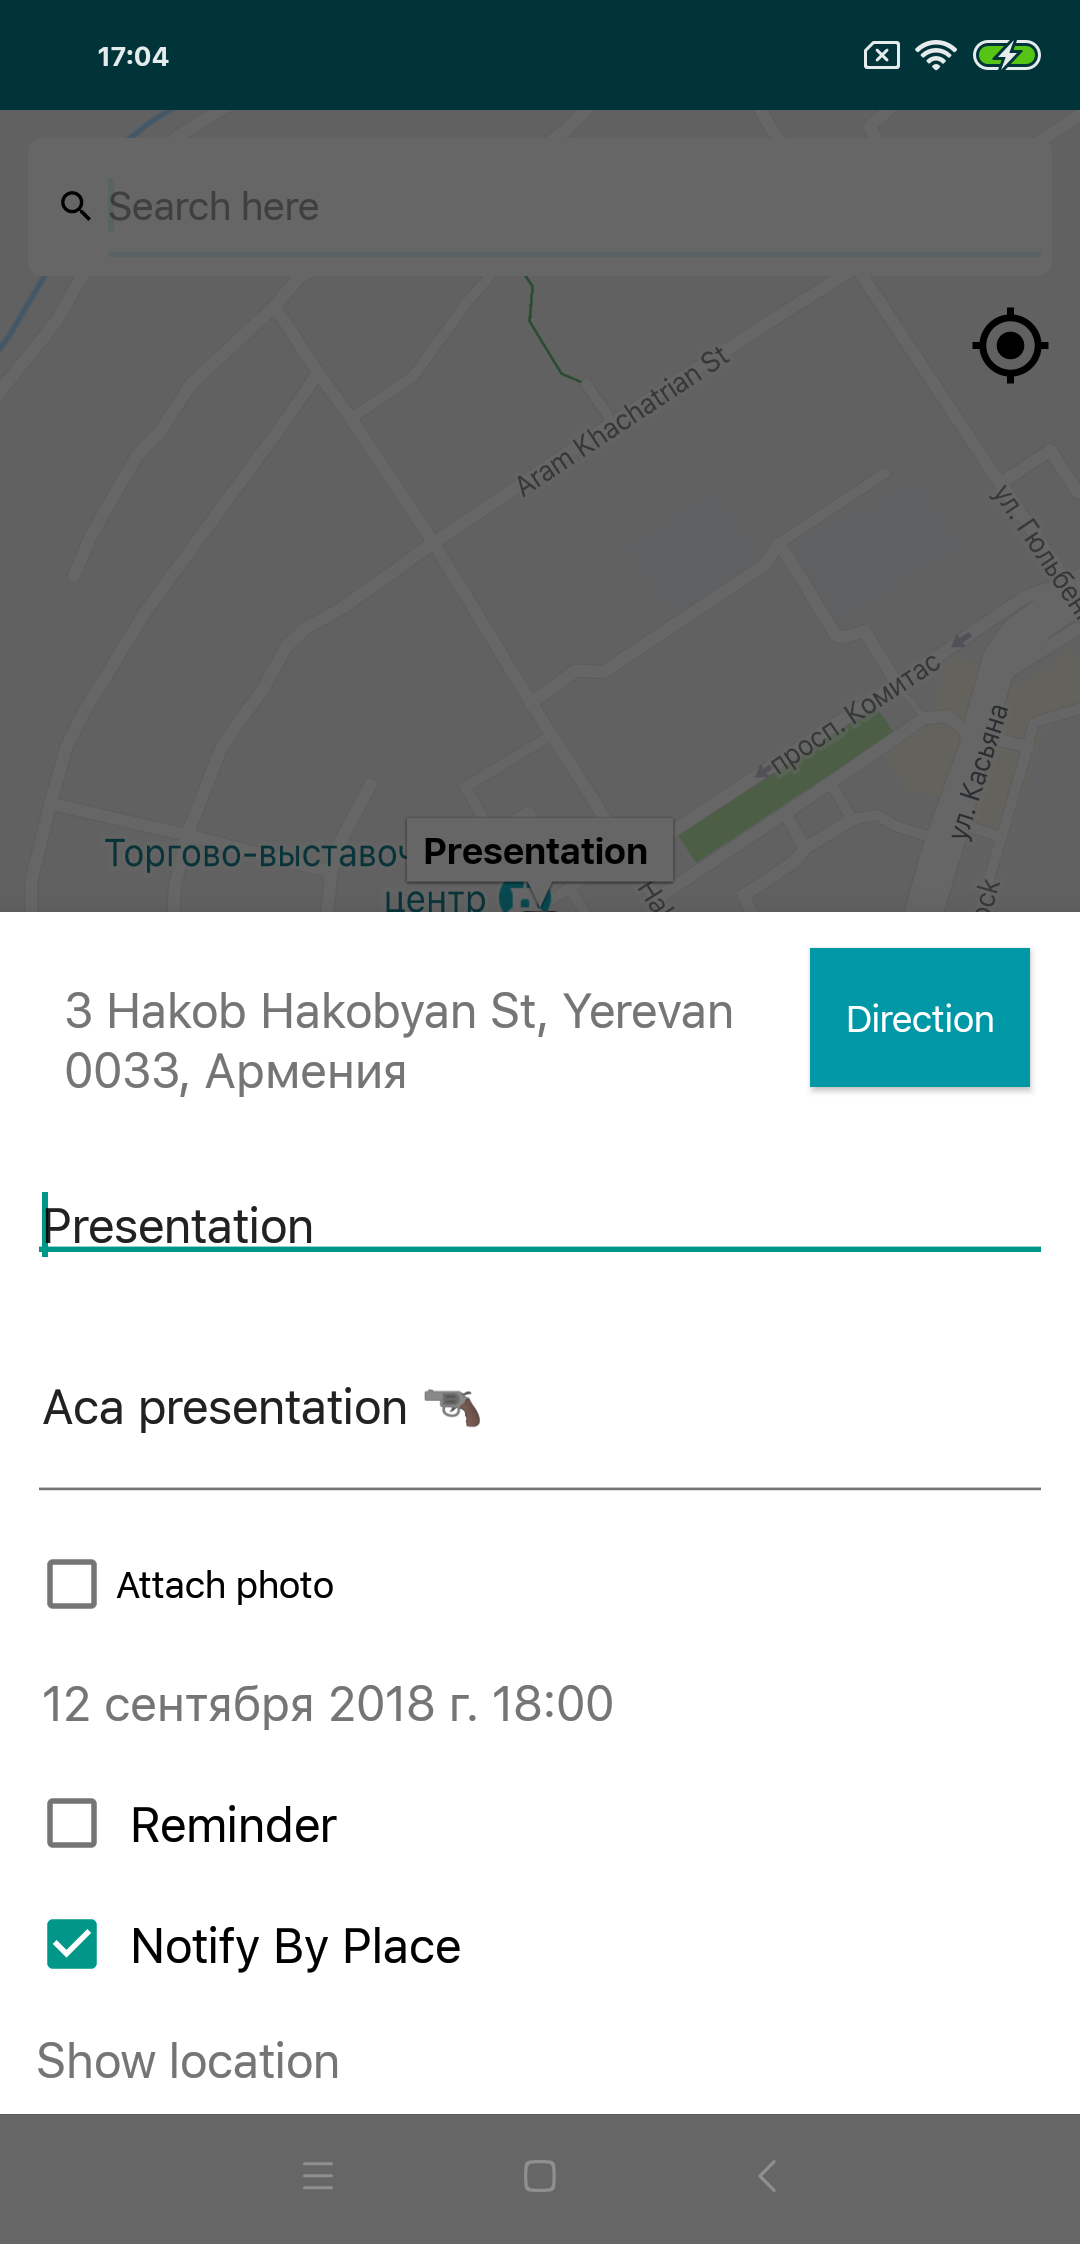 17:04
Search here
Aram Khachatrian St
ул. Гюльбен
просп. Комитас
ул. Касьяна
Торгово-выставоч
центр
Presentation
3 Hakob Hakobyan St, Yerevan
0033, Армения
Direction
Presentation
Aca presentation 🔫
Attach photo
12 сентября 2018 г. 18:00
Reminder
Notify By Place
Show location